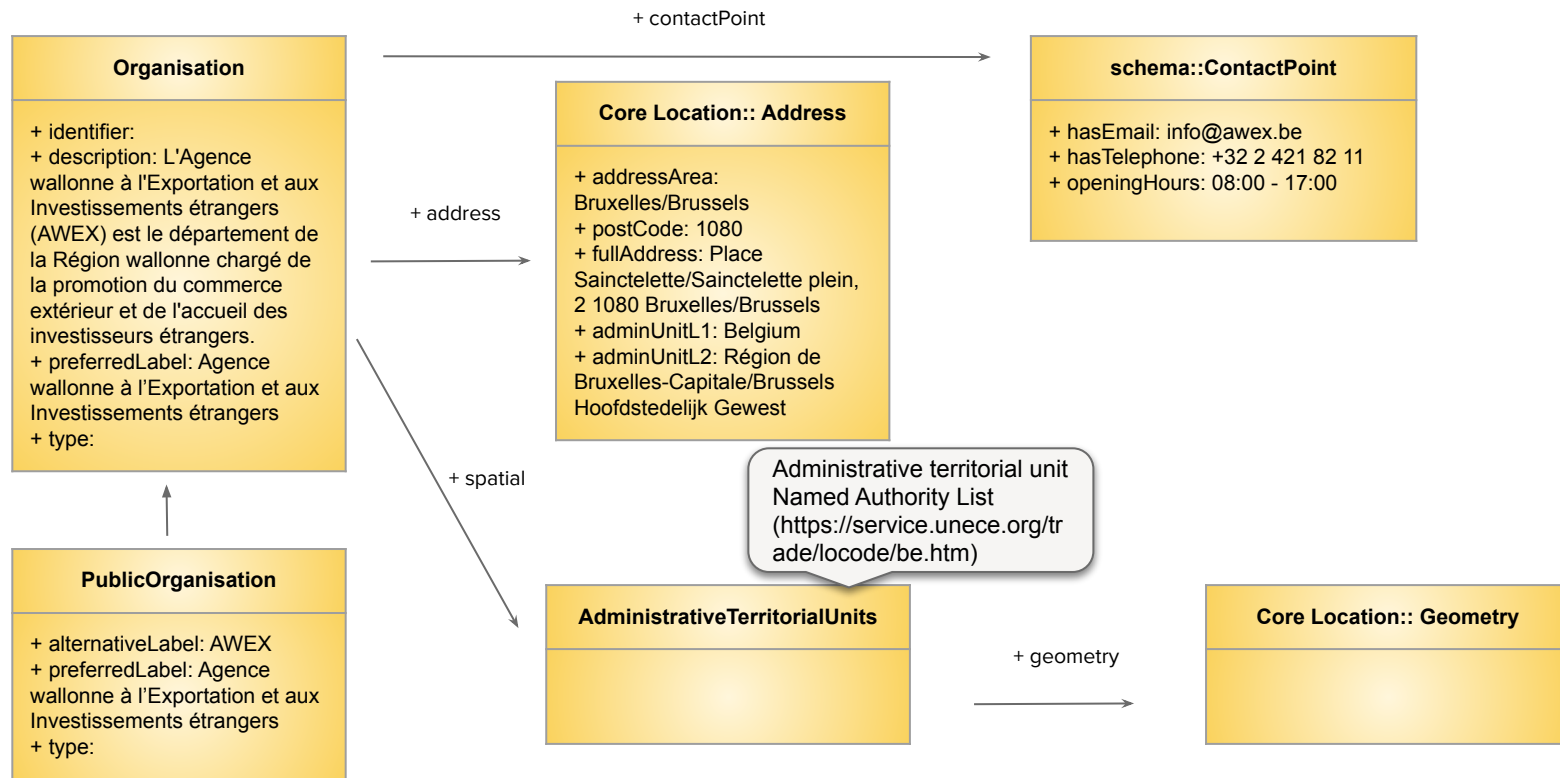 + contactPoint
Organisation
+ identifier:
+ description: L'Agence
wallonne à l'Exportation et aux
Investissements étrangers
(AWEX) est le département de
la Région wallonne chargé de
la promotion du commerce
extérieur et de l'accueil des
investisseurs étrangers.
+ preferredLabel: Agence
wallonne à l’Exportation et aux
Investissements étrangers
+ type:
+ address
Core Location:: Address
+ addressArea:
Bruxelles/Brussels
+ postCode: 1080
+ fullAddress: Place
Sainctelette/Sainctelette plein,
2 1080 Bruxelles/Brussels
+ adminUnitL1: Belgium
+ adminUnitL2: Région de
Bruxelles-Capitale/Brussels
Hoofdstedelijk Gewest
schema::ContactPoint
+ hasEmail: info@awex.be
+ hasTelephone: +32 2 421 82 11
+ openingHours: 08:00 - 17:00
+ spatial
Administrative territorial unit
Named Authority List
(https://service.unece.org/tr
ade/locode/be.htm)
PublicOrganisation
+ alternativeLabel: AWEX
+ preferredLabel: Agence
wallonne à l’Exportation et aux
Investissements étrangers
+ type:
AdministrativeTerritorialUnits
+ geometry
Core Location:: Geometry